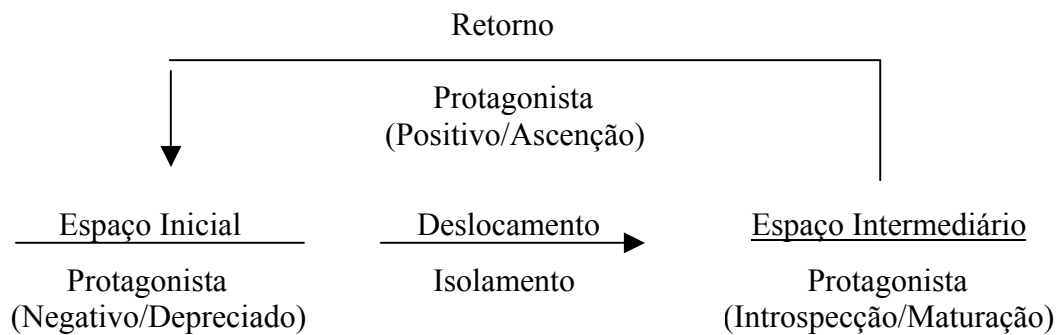 Retorno
Protagonista
(Positivo/Ascenção)
Espaço Inicial
Deslocamento
Espaço Intermediário
Protagonista
(Negativo/Depreciado)
Isolamento
Protagonista
(Introspecção/Maturação)